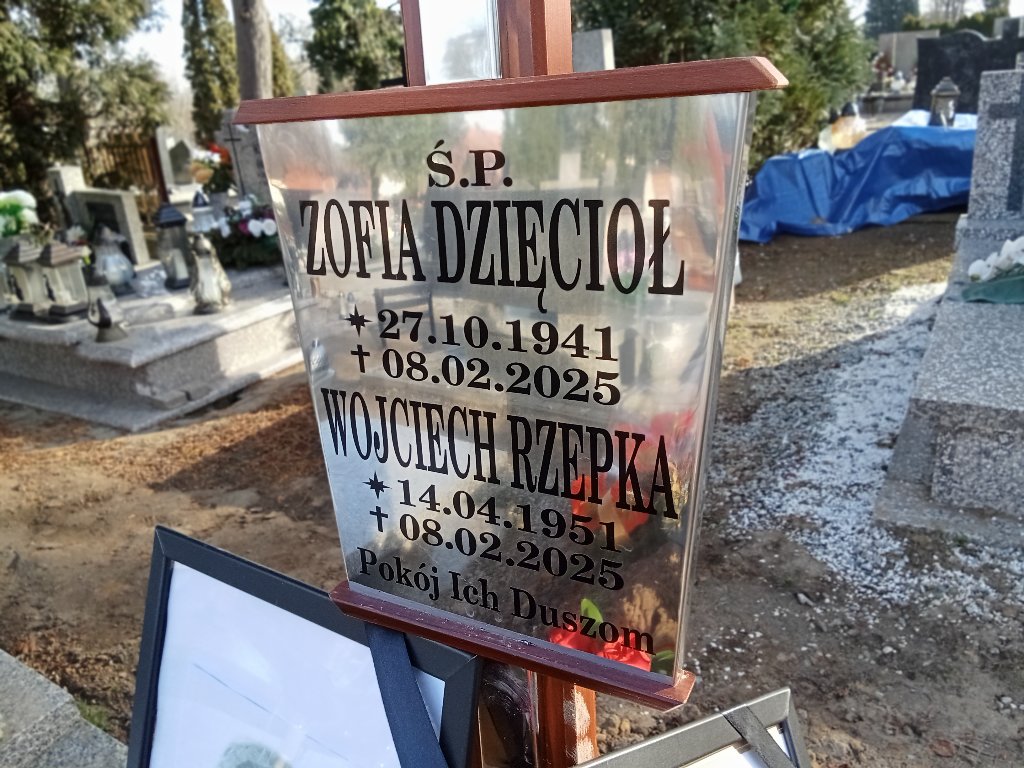 Ś.P.
ZOFIA DZIĘCIOŁ
✶ 27.10.1941
✝ 08.02.2025
WOJCIECH RZEPKA
✶ 14.04.1951
✝ 08.02.2025
Pokój Ich Duszom